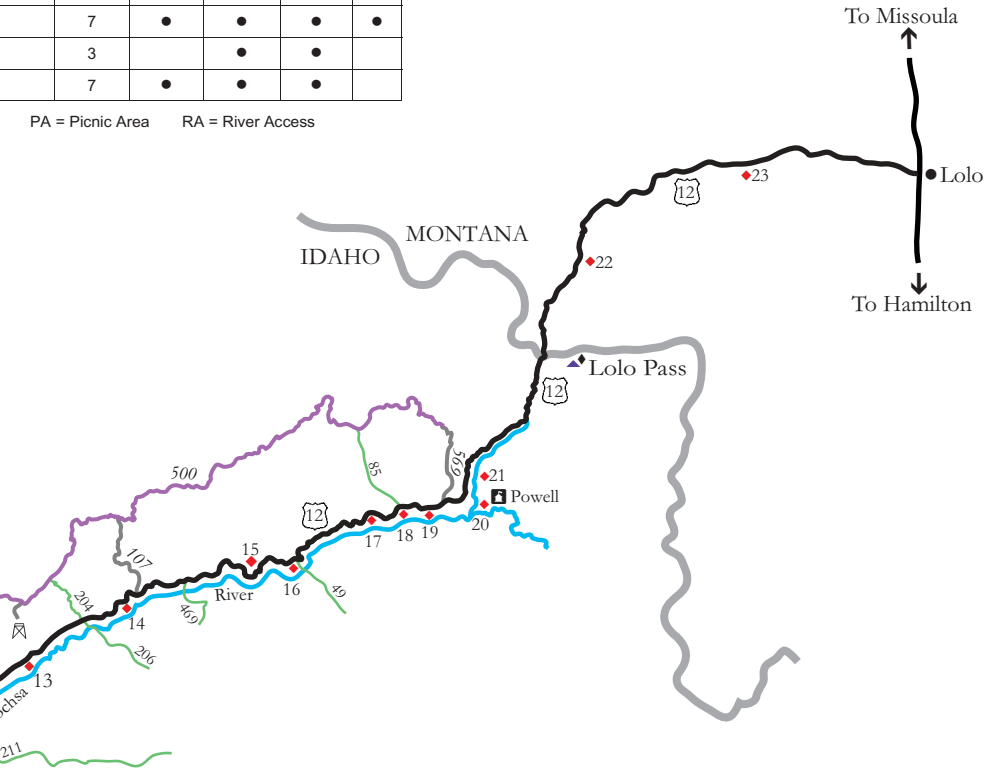 7 ● ● ● ●
3 ● ●
7 ● ● ●
PA = Picnic Area RA = River Access
To Missoula
Lolo
23
12
MONTANA
IDAHO
22
To Hamilton
Lolo Pass
12
500
85
569
21
Powell
12
20
17
18
19
15
107
16
49
River
469
204
14
206
13
ochsa
211